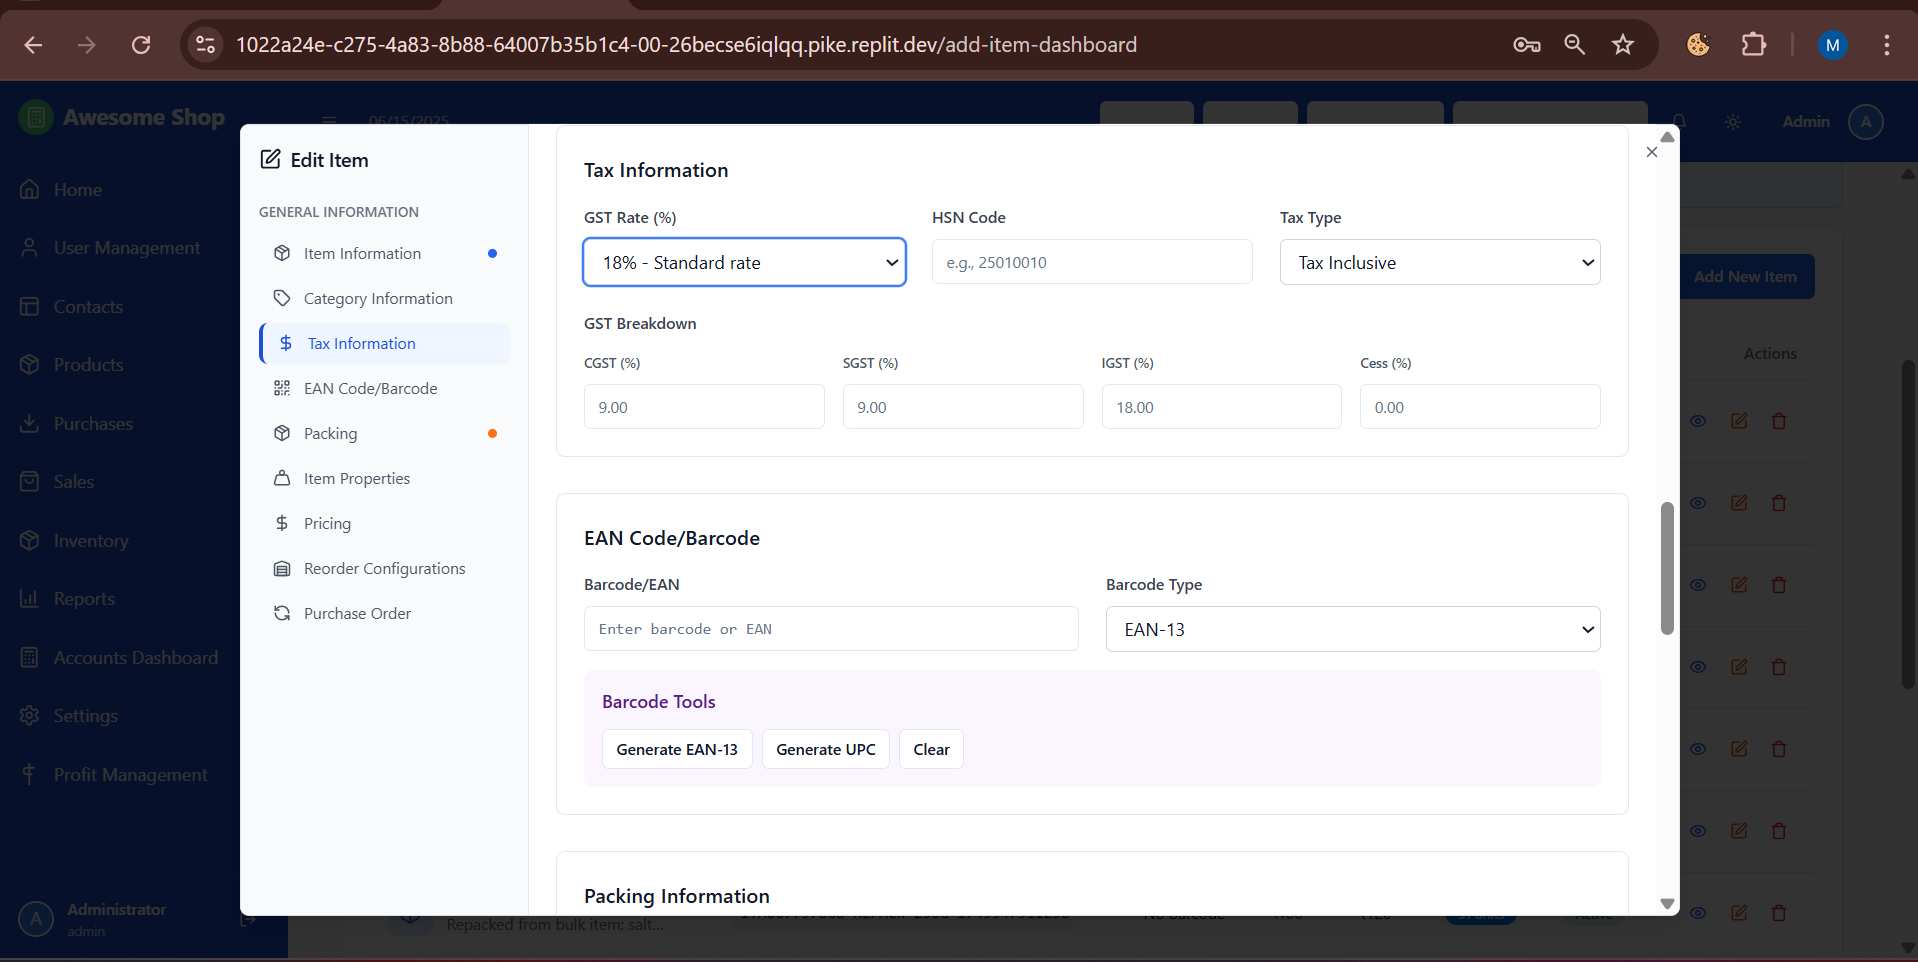 1022a24e-c275-4a83-8b88-64007b35b1c4-00-26becse6iqlqq.pike.replit.dev/add-item-dashboard
M
Awesome Shop
06/15/2025
Admin
A
Home
User Management
Contacts
Products
Purchases
Sales
Inventory
Reports
Accounts Dashboard
Settings
Profit Management
A
Administrator
admin
Edit Item
GENERAL INFORMATION
Item Information
Category Information
Tax Information
EAN Code/Barcode
Packing
Item Properties
Pricing
Reorder Configurations
Purchase Order
Tax Information
GST Rate (%)
HSN Code
Tax Type
18% - Standard rate
e.g., 25010010
Tax Inclusive
GST Breakdown
CGST (%)
SGST (%)
IGST (%)
Cess (%)
9.00
9.00
18.00
0.00
EAN Code/Barcode
Barcode/EAN
Barcode Type
Enter barcode or EAN
EAN-13
Barcode Tools
Generate EAN-13
Generate UPC
Clear
Packing Information
Add New Item
Actions
Repacked from bulk item: salt...
No Barcode
Active